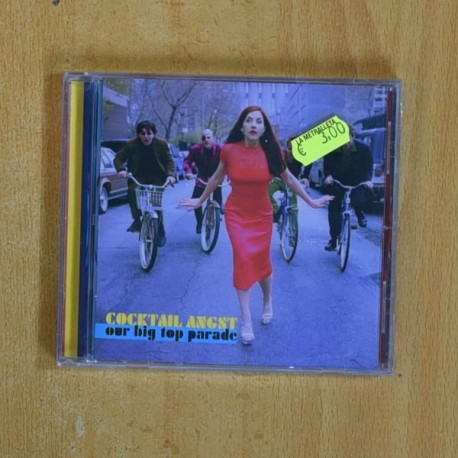 LA METRALLETA
€ 3,00
COCKTAIL ANGST
our big top parade